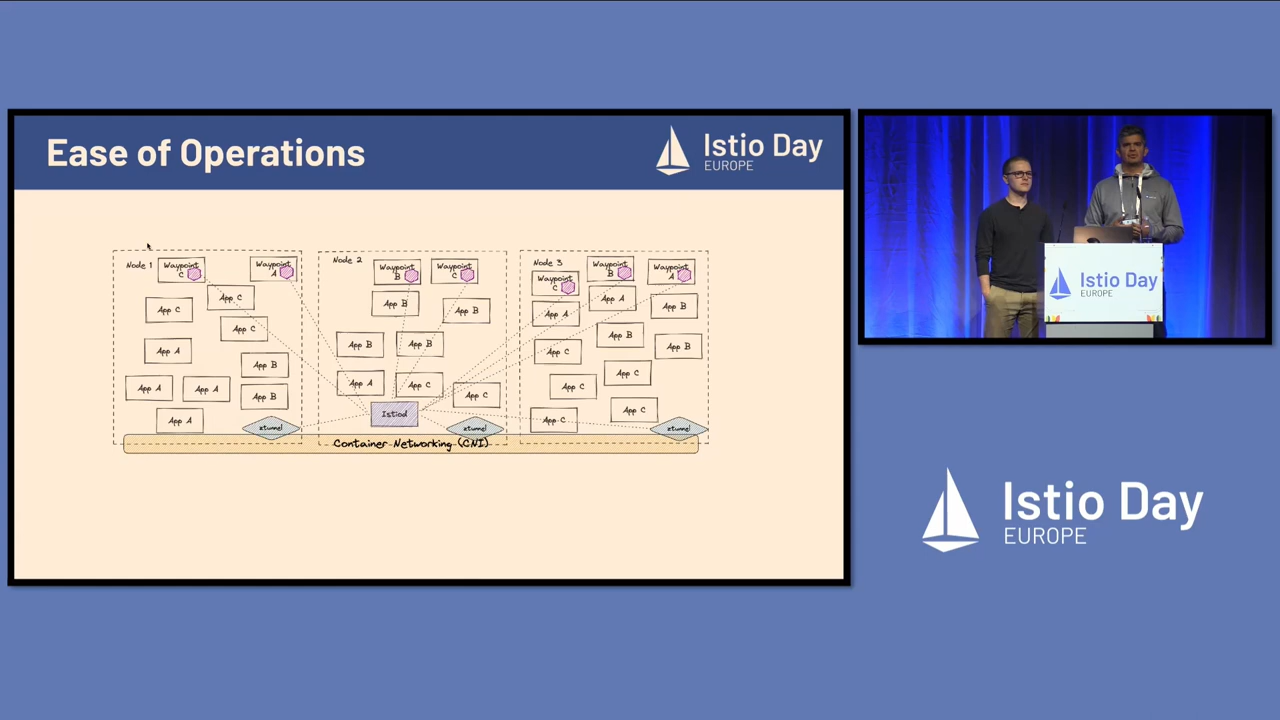 Ease of Operations
Istio Day
EUROPE
Node 1
Waypoint
C
Waypoint
A
App C
App C
App C
App A
App B
App A
App A
App B
App A
ztunnel
Node 2
Waypoint
B
Waypoint
C
App B
App B
App B
App B
App A
App C
App C
Istiod
ztunnel
Node 3
Waypoint
C
Waypoint
B
Waypoint
A
App A
App A
App B
App B
App C
App B
App C
App C
App C
App C
ztunnel
Container Networking (CNI)
Istio Day
EUROPE
Istio Day
EUROPE